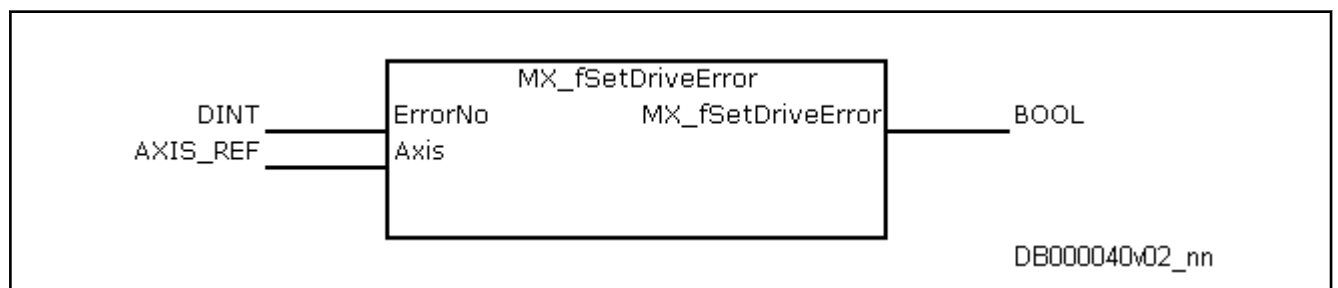 MX_fSetDriveError
DINT ErrorNo MX_fSetDriveError BOOL
AXIS_REF Axis
DB000040v02_nn